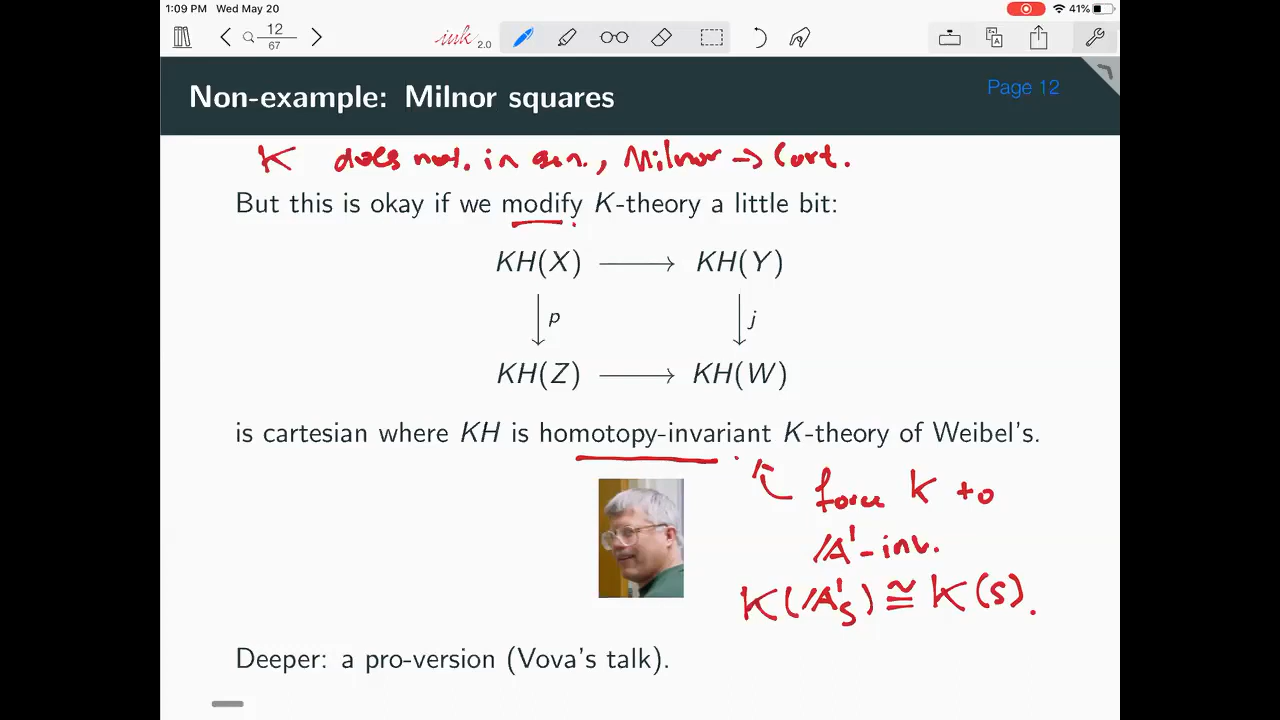 1:09 PM Wed May 20
41%
12
67
ink 2.0
Non-example: Milnor squares
Page 12
K does not. in gen., Milnor → Cart.
But this is okay if we modify K-theory a little bit:
KH(X) → KH(Y)
p j
KH(Z) → KH(W)
is cartesian where KH is homotopy-invariant K-theory of Weibel's.
force K to
𝔸¹-inv.
K(𝔸¹_S) ≅ K(S).
Deeper: a pro-version (Vova's talk).